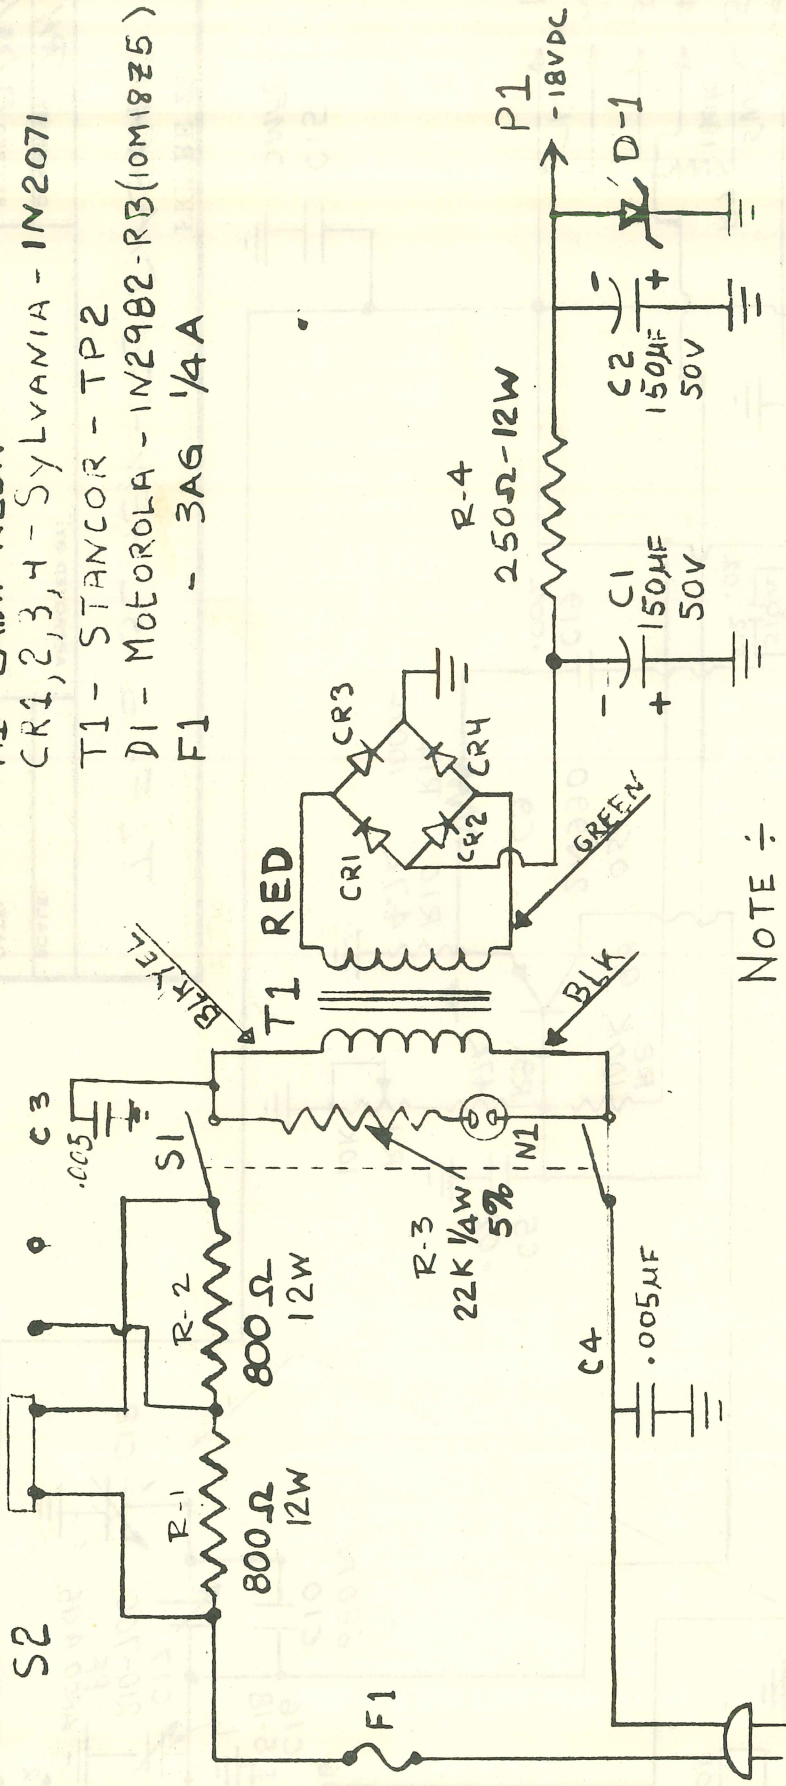 CR1,2,3,4 - SYLVANIA - IN2071
T1 - STANCOR - TP2
D1 - MOTOROLA - IN2982-RB(10M18Z5)
F1 - 3AG 1/4A
S2
R-1
800Ω
12W
R-2
800Ω
12W
F1
C3
.005
S1
BLK YEL
T1
RED
R-3
22K 1/4W
5%
N1
BLK
C4
.005µF
CR1
CR3
CR2
CR4
GREEN
R-4
250Ω-12W
C1
150µF
50V
-
+
C2
150µF
50V
-
+
P1
-18VDC
D-1
NOTE ÷